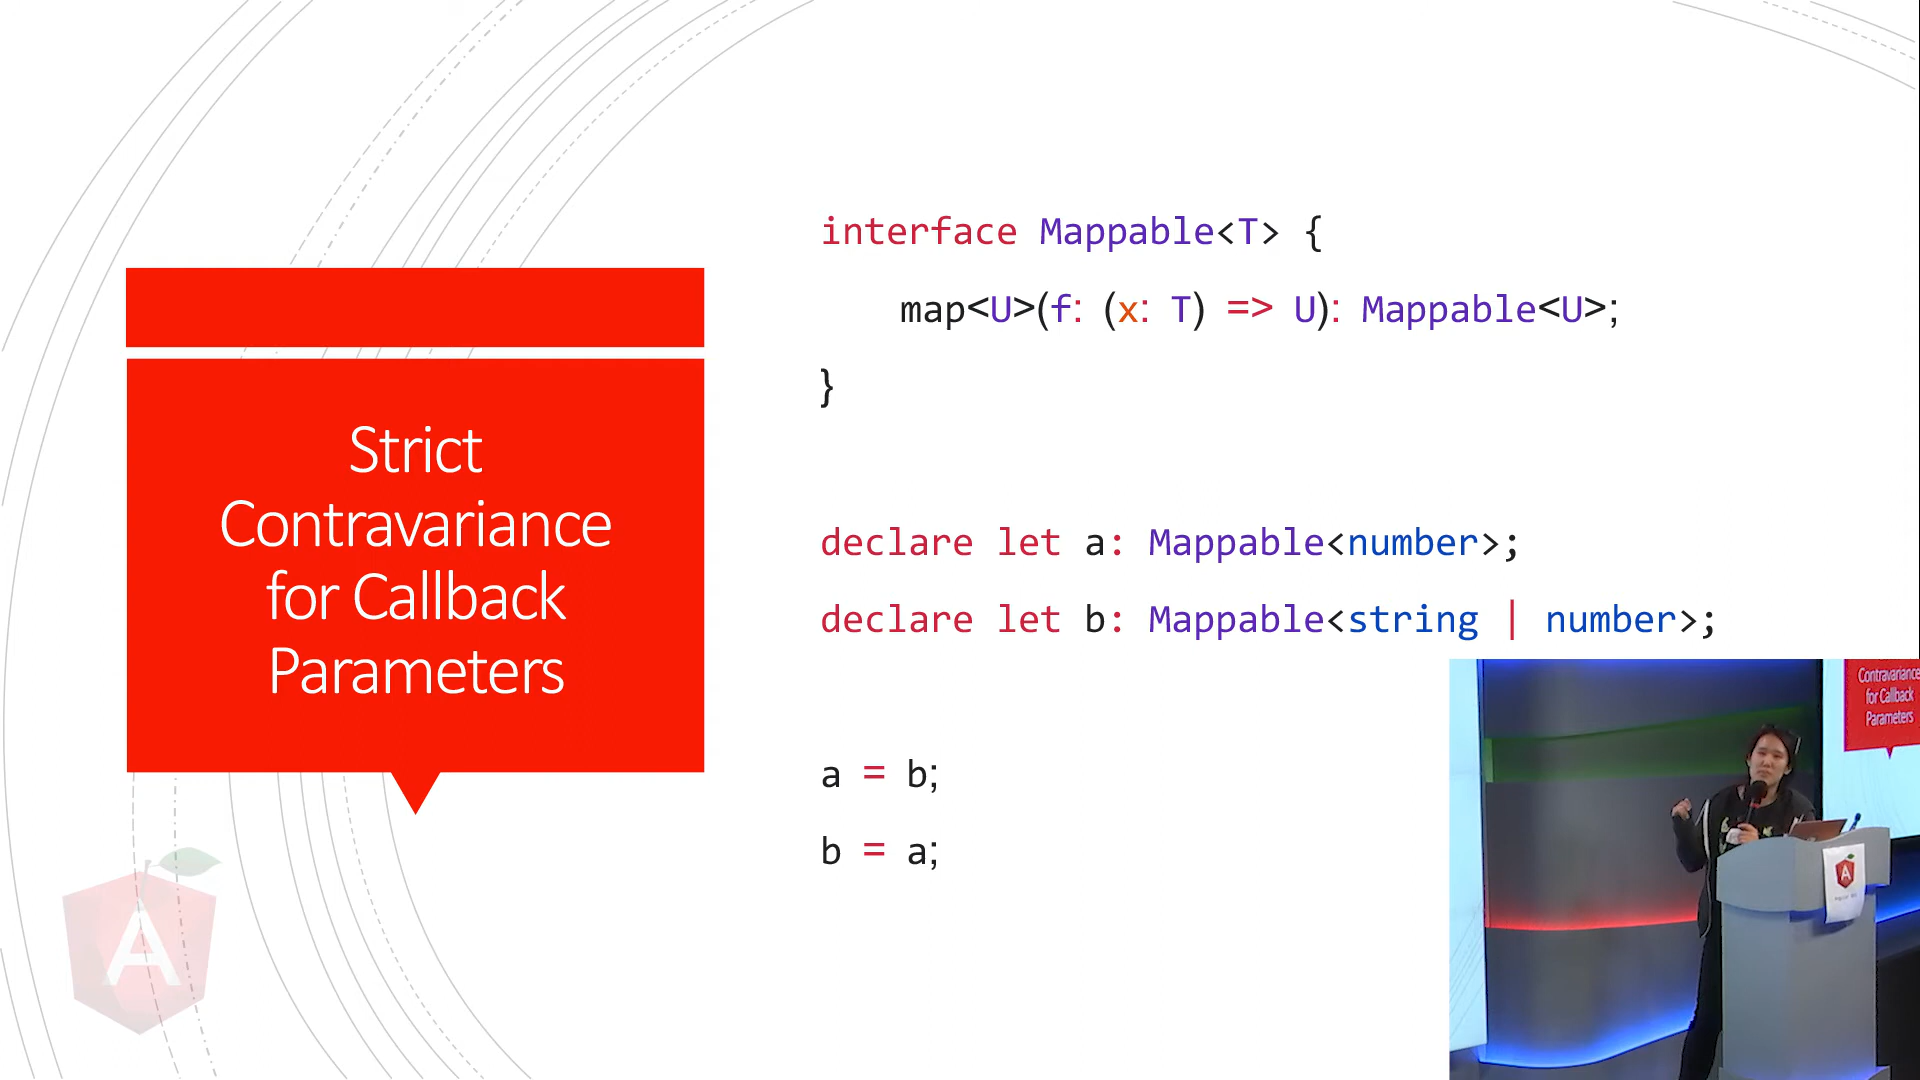 Strict
Contravariance
for Callback
Parameters
interface Mappable<T> {
map<U>(f: (x: T) => U): Mappable<U>;
}
declare let a: Mappable<number>;
declare let b: Mappable<string | number>;
a = b;
b = a;
A
Contravariance
for Callback
Parameters
A